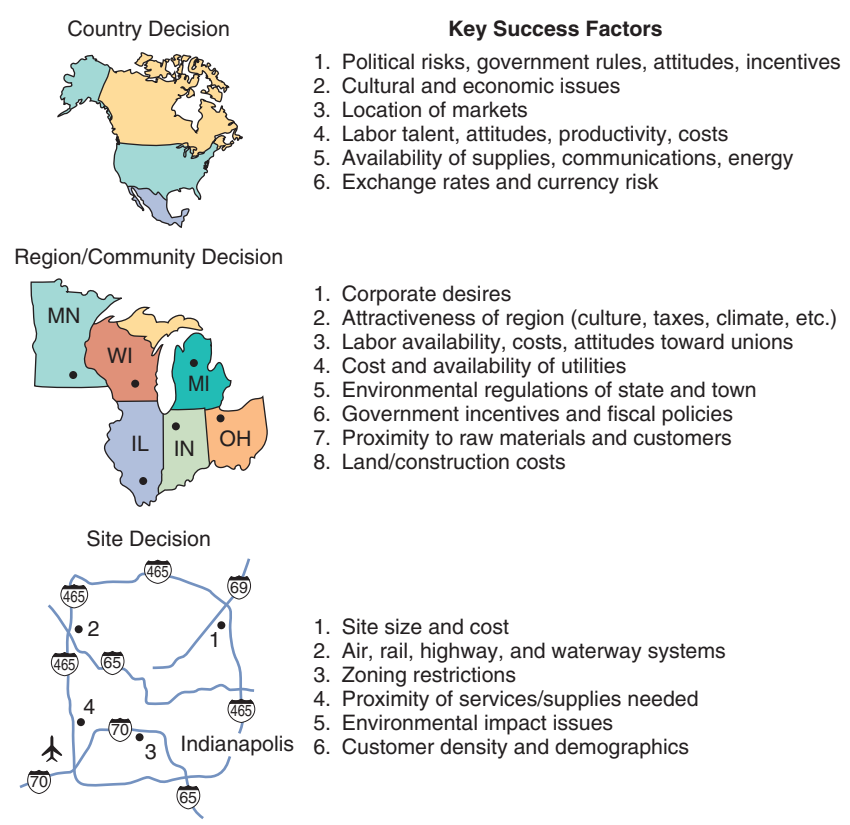 Country Decision
Key Success Factors
1. Political risks, government rules, attitudes, incentives
2. Cultural and economic issues
3. Location of markets
4. Labor talent, attitudes, productivity, costs
5. Availability of supplies, communications, energy
6. Exchange rates and currency risk
Region/Community Decision
MN
WI
MI
IL
IN
OH
1. Corporate desires
2. Attractiveness of region (culture, taxes, climate, etc.)
3. Labor availability, costs, attitudes toward unions
4. Cost and availability of utilities
5. Environmental regulations of state and town
6. Government incentives and fiscal policies
7. Proximity to raw materials and customers
8. Land/construction costs
Site Decision
465
69
465
2
1
465
65
4
465
70
3
Indianapolis
70
65
1. Site size and cost
2. Air, rail, highway, and waterway systems
3. Zoning restrictions
4. Proximity of services/supplies needed
5. Environmental impact issues
6. Customer density and demographics